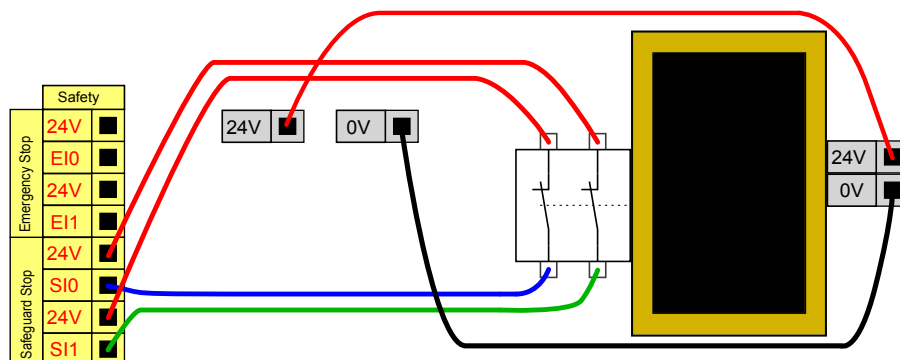 Safety
Emergency Stop
24V
EI0
24V
EI1
Safeguard Stop
24V
SI0
24V
SI1
24V
0V
24V
0V